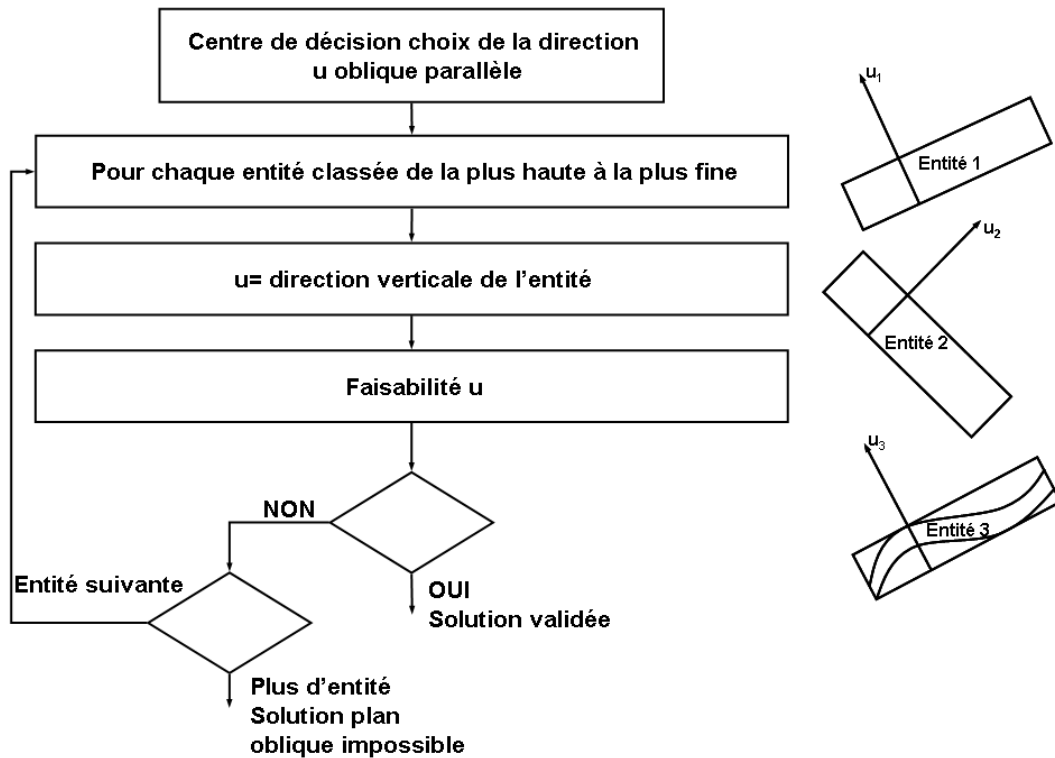 Centre de décision choix de la direction
u oblique parallèle
Pour chaque entité classée de la plus haute à la plus fine
u= direction verticale de l’entité
Faisabilité u
NON
Entité suivante
OUI
Solution validée
Plus d’entité
Solution plan
oblique impossible
u1
Entité 1
u2
Entité 2
u3
Entité 3